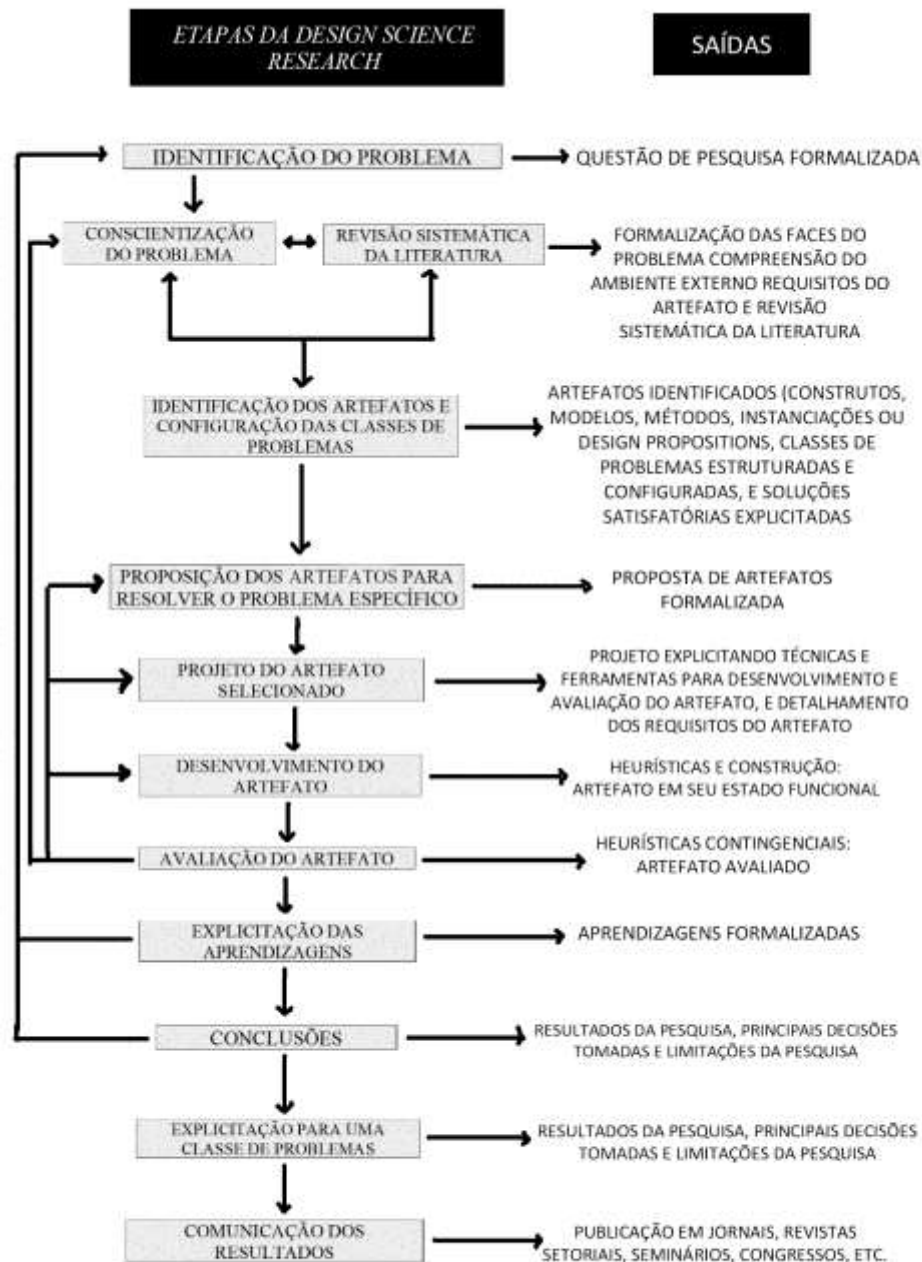 ETAPAS DA DESIGN SCIENCE
RESEARCH
SAÍDAS
IDENTIFICAÇÃO DO PROBLEMA
QUESTÃO DE PESQUISA FORMALIZADA
CONSCIENTIZAÇÃO
DO PROBLEMA
REVISÃO SISTEMÁTICA
DA LITERATURA
FORMALIZAÇÃO DAS FACES DO
PROBLEMA COMPREENSÃO DO
AMBIENTE EXTERNO REQUISITOS DO
ARTEFATO E REVISÃO
SISTEMÁTICA DA LITERATURA
IDENTIFICAÇÃO DOS ARTEFATOS E
CONFIGURAÇÃO DAS CLASSES DE
PROBLEMAS
ARTEFATOS IDENTIFICADOS (CONSTRUTOS,
MODELOS, MÉTODOS, INSTANCIAÇÕES OU
DESIGN PROPOSITIONS, CLASSES DE
PROBLEMAS ESTRUTURADAS E
CONFIGURADAS, E SOLUÇÕES
SATISFATÓRIAS EXPLICITADAS
PROPOSIÇÃO DOS ARTEFATOS PARA
RESOLVER O PROBLEMA ESPECÍFICO
PROPOSTA DE ARTEFATOS
FORMALIZADA
PROJETO DO ARTEFATO
SELECIONADO
PROJETO EXPLICITANDO TÉCNICAS E
FERRAMENTAS PARA DESENVOLVIMENTO E
AVALIAÇÃO DO ARTEFATO, E DETALHAMENTO
DOS REQUISITOS DO ARTEFATO
DESENVOLVIMENTO DO
ARTEFATO
HEURÍSTICAS E CONSTRUÇÃO:
ARTEFATO EM SEU ESTADO FUNCIONAL
AVALIAÇÃO DO ARTEFATO
HEURÍSTICAS CONTINGENCIAIS:
ARTEFATO AVALIADO
EXPLICITAÇÃO DAS
APRENDIZAGENS
APRENDIZAGENS FORMALIZADAS
CONCLUSÕES
RESULTADOS DA PESQUISA, PRINCIPAIS DECISÕES
TOMADAS E LIMITAÇÕES DA PESQUISA
EXPLICITAÇÃO PARA UMA
CLASSE DE PROBLEMAS
RESULTADOS DA PESQUISA, PRINCIPAIS DECISÕES
TOMADAS E LIMITAÇÕES DA PESQUISA
COMUNICAÇÃO DOS
RESULTADOS
PUBLICAÇÃO EM JORNAIS, REVISTAS
SETORIAIS, SEMINÁRIOS, CONGRESSOS, ETC.